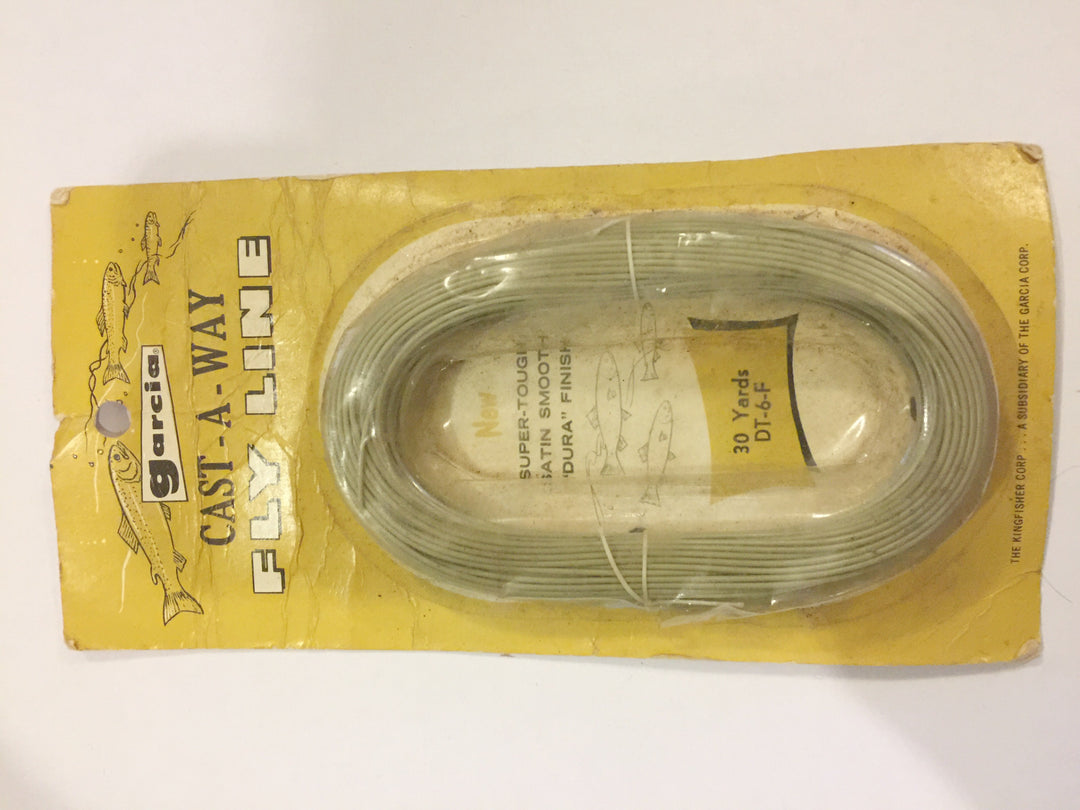 garcia®
CAST-A-WAY
FLY LINE
New
SUPER-TOUGH
SATIN SMOOTH
"DURA" FINISH
30 Yards
DT-6-F
THE KINGFISHER CORP . . . A SUBSIDIARY OF THE GARCIA CORP.